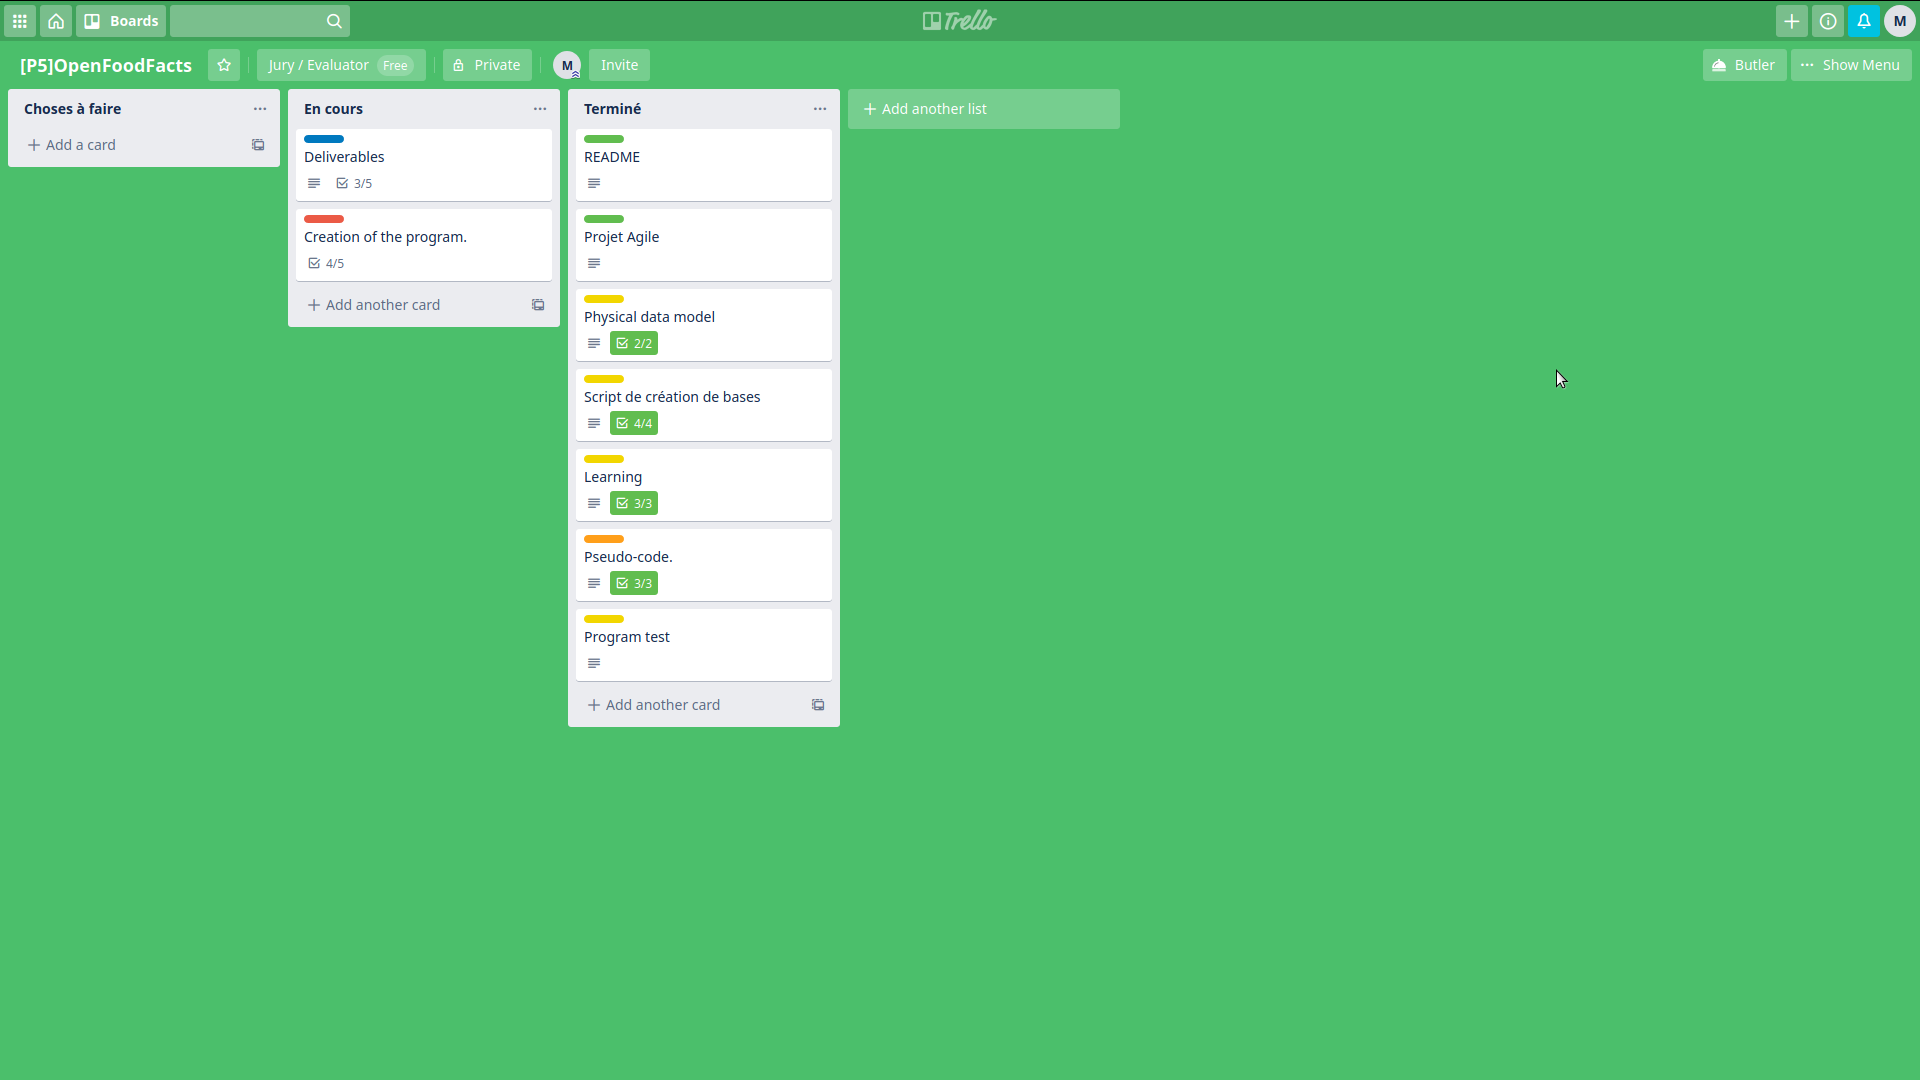 Boards
Trello
M
[P5]OpenFoodFacts
Jury / Evaluator Free
Private
M
Invite
Butler
Show Menu
Choses à faire
Add a card
En cours
Deliverables
3/5
Creation of the program.
4/5
Add another card
Terminé
README
Projet Agile
Physical data model
2/2
Script de création de bases
4/4
Learning
3/3
Pseudo-code.
3/3
Program test
Add another card
Add another list